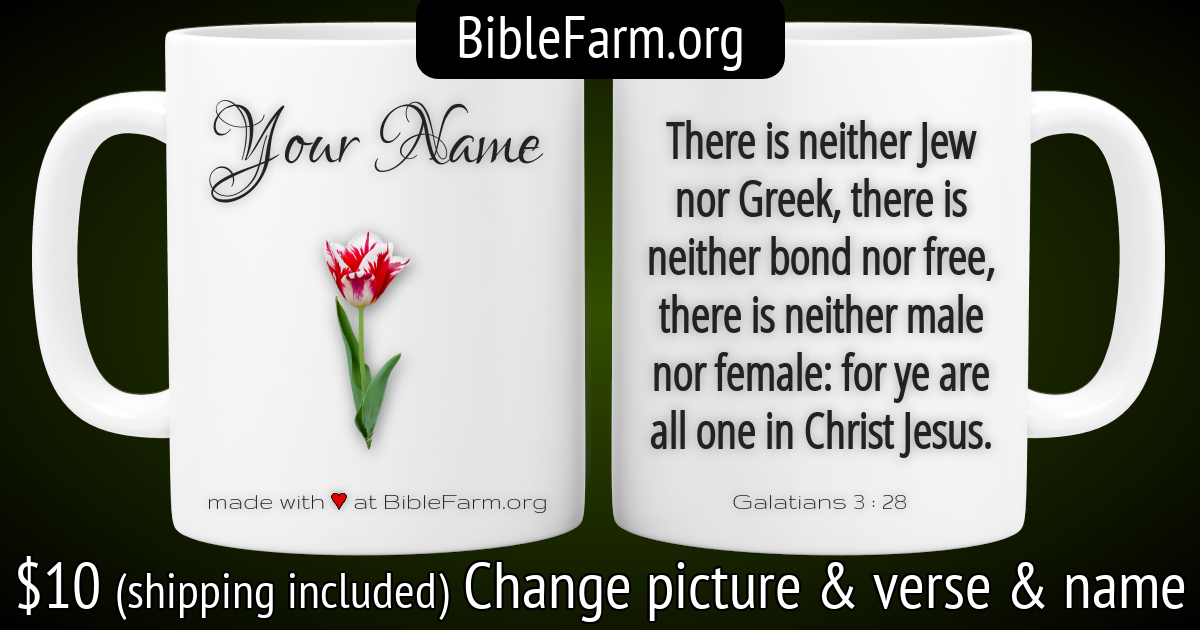 BibleFarm.org
Your Name
made with ♥ at BibleFarm.org
There is neither Jew
nor Greek, there is
neither bond nor free,
there is neither male
nor female: for ye are
all one in Christ Jesus.
Galatians 3 : 28
$10 (shipping included) Change picture & verse & name